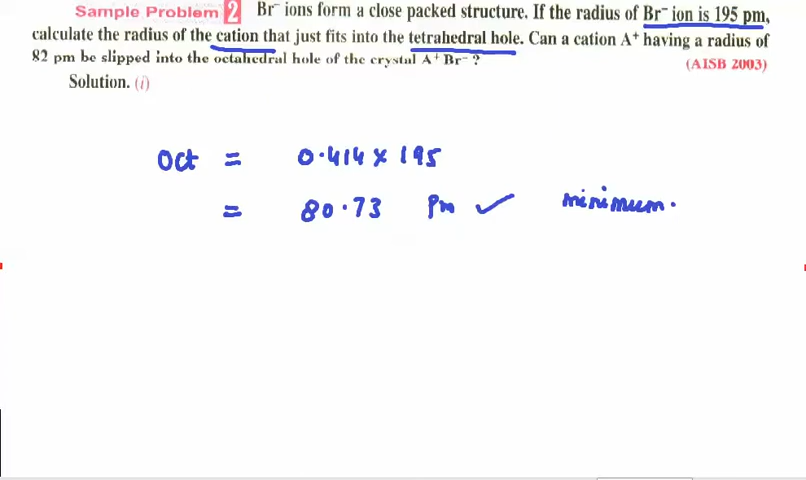 Sample Problem 2 Br⁻ ions form a close packed structure. If the radius of Br⁻ ion is 195 pm,
calculate the radius of the cation that just fits into the tetrahedral hole. Can a cation A⁺ having a radius of
82 pm be slipped into the octahedral hole of the crystal A⁺ Br⁻ ?
(AISB 2003)
Solution. (i)
Oct = 0.414 × 195
= 80.73 pm ✓ minimum.